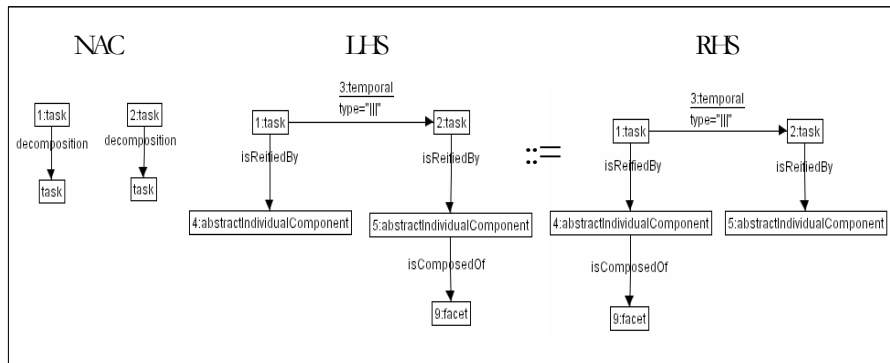 NAC
1:task
2:task
decomposition
decomposition
task
task
LHS
3:temporal
type="|||"
1:task
2:task
isReifiedBy
isReifiedBy
4:abstractIndividualComponent
5:abstractIndividualComponent
isComposedOf
9:facet
::=
RHS
3:temporal
type="|||"
1:task
2:task
isReifiedBy
isReifiedBy
4:abstractIndividualComponent
5:abstractIndividualComponent
isComposedOf
9:facet